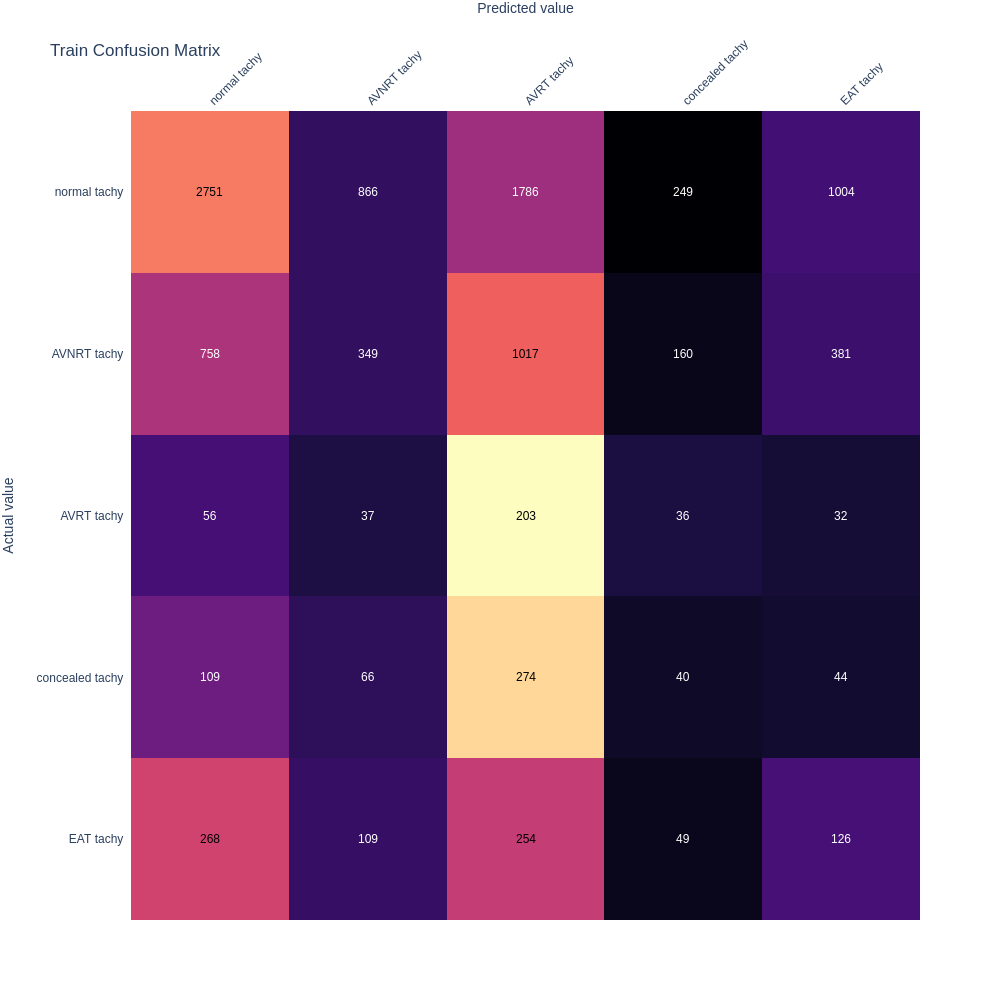 Predicted value
Train Confusion Matrix
normal tachy
AVNRT tachy
AVRT tachy
concealed tachy
EAT tachy
Actual value
normal tachy 2751 866 1786 249 1004
AVNRT tachy 758 349 1017 160 381
AVRT tachy 56 37 203 36 32
concealed tachy 109 66 274 40 44
EAT tachy 268 109 254 49 126